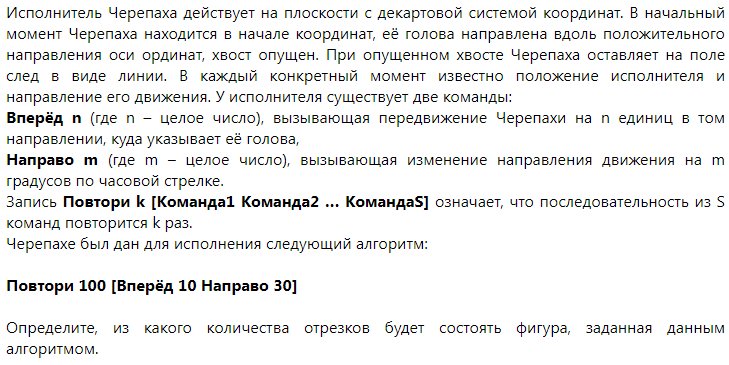 Исполнитель Черепаха действует на плоскости с декартовой системой координат. В начальный
момент Черепаха находится в начале координат, её голова направлена вдоль положительного
направления оси ординат, хвост опущен. При опущенном хвосте Черепаха оставляет на поле
след в виде линии. В каждый конкретный момент известно положение исполнителя и
направление его движения. У исполнителя существует две команды:
Вперёд n (где n – целое число), вызывающая передвижение Черепахи на n единиц в том
направлении, куда указывает её голова,
Направо m (где m – целое число), вызывающая изменение направления движения на m
градусов по часовой стрелке.
Запись Повтори k [Команда1 Команда2 … КомандаS] означает, что последовательность из S
команд повторится k раз.
Черепахе был дан для исполнения следующий алгоритм:
Повтори 100 [Вперёд 10 Направо 30]
Определите, из какого количества отрезков будет состоять фигура, заданная данным
алгоритмом.